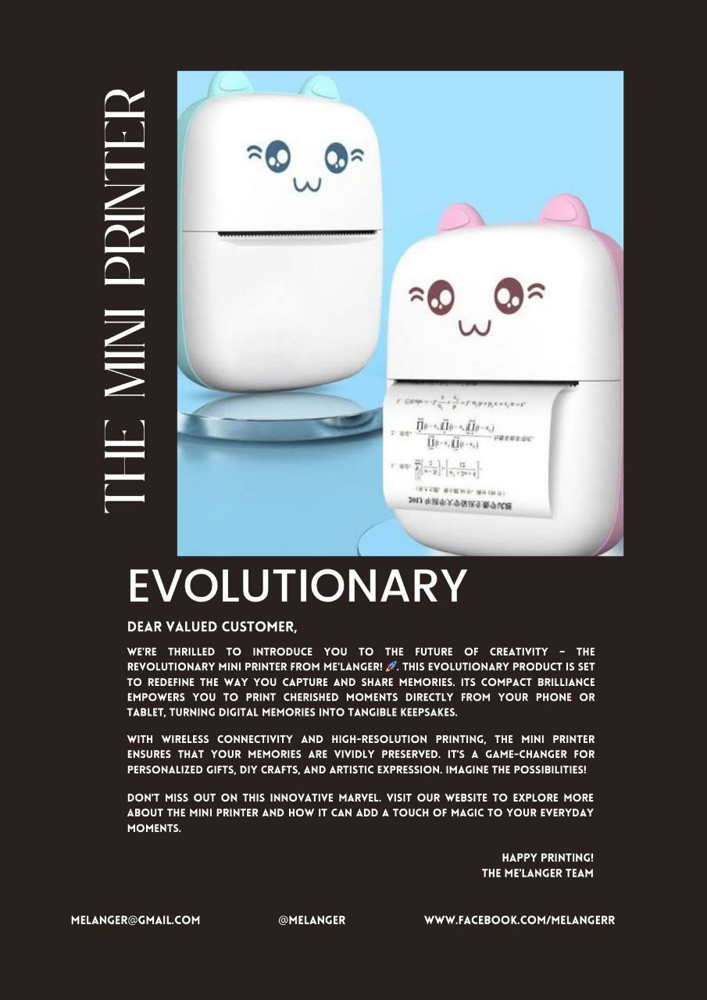 THE MINI PRINTER
EVOLUTIONARY
DEAR VALUED CUSTOMER,
WE'RE THRILLED TO INTRODUCE YOU TO THE FUTURE OF CREATIVITY – THE
REVOLUTIONARY MINI PRINTER FROM ME'LANGER! 🚀. THIS EVOLUTIONARY PRODUCT IS SET
TO REDEFINE THE WAY YOU CAPTURE AND SHARE MEMORIES. ITS COMPACT BRILLIANCE
EMPOWERS YOU TO PRINT CHERISHED MOMENTS DIRECTLY FROM YOUR PHONE OR
TABLET, TURNING DIGITAL MEMORIES INTO TANGIBLE KEEPSAKES.
WITH WIRELESS CONNECTIVITY AND HIGH-RESOLUTION PRINTING, THE MINI PRINTER
ENSURES THAT YOUR MEMORIES ARE VIVIDLY PRESERVED. IT'S A GAME-CHANGER FOR
PERSONALIZED GIFTS, DIY CRAFTS, AND ARTISTIC EXPRESSION. IMAGINE THE POSSIBILITIES!
DON'T MISS OUT ON THIS INNOVATIVE MARVEL. VISIT OUR WEBSITE TO EXPLORE MORE
ABOUT THE MINI PRINTER AND HOW IT CAN ADD A TOUCH OF MAGIC TO YOUR EVERYDAY
MOMENTS.
HAPPY PRINTING!
THE ME'LANGER TEAM
MELANGER@GMAIL.COM
@MELANGER
WWW.FACEBOOK.COM/MELANGERR